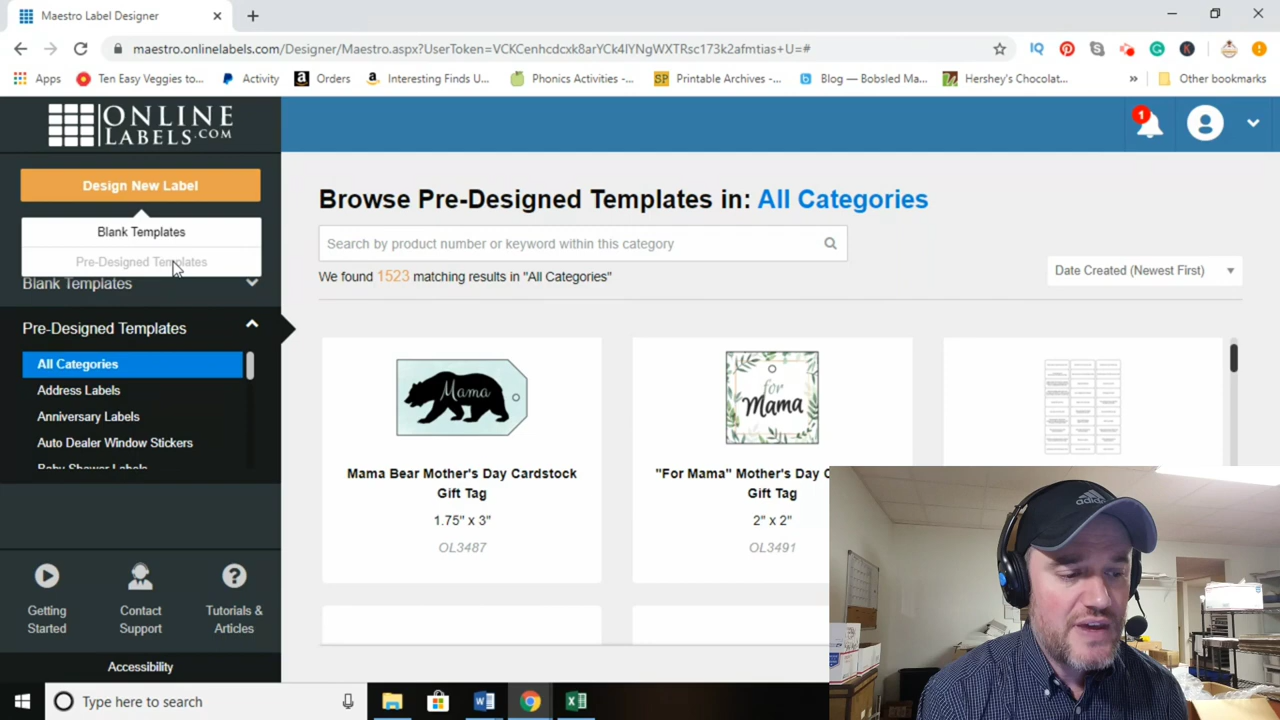 Maestro Label Designer
maestro.onlinelabels.com/Designer/Maestro.aspx?UserToken=VCKCenhcdcxk8arYCk4lYNgWXTRsc173k2afmtias+U=#
Apps
Ten Easy Veggies to...
Activity
Orders
Interesting Finds U...
Phonics Activities -...
SP
Printable Archives -...
Blog — Bobsled Ma...
Hershey's Chocolat...
»
Other bookmarks
ONLINE
LABELS.COM
1
Design New Label
Blank Templates
Pre-Designed Templates
Blank Templates
Pre-Designed Templates
All Categories
Address Labels
Anniversary Labels
Auto Dealer Window Stickers
Baby Shower Labels
Getting Started
Contact Support
Tutorials & Articles
Accessibility
Browse Pre-Designed Templates in: All Categories
Search by product number or keyword within this category
We found 1523 matching results in "All Categories"
Date Created (Newest First)
Mama
Mama Bear Mother's Day Cardstock
Gift Tag
1.75" x 3"
OL3487
for
Mama
"For Mama" Mother's Day C
Gift Tag
2" x 2"
OL3491
adidas
Type here to search